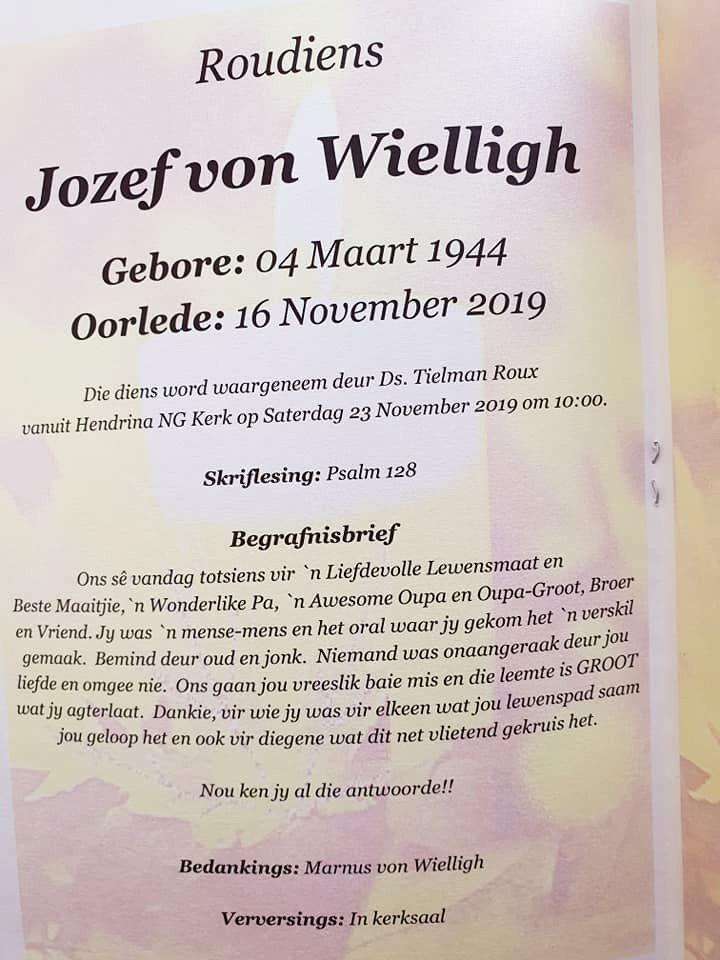 Roudiens
Jozef von Wielligh
Gebore: 04 Maart 1944
Oorlede: 16 November 2019
Die diens word waargeneem deur Ds. Tielman Roux
vanuit Hendrina NG Kerk op Saterdag 23 November 2019 om 10:00.
Skriflesing: Psalm 128
Begrafnisbrief
Ons sê vandag totsiens vir `n Liefdevolle Lewensmaat en
Beste Maaitjie,`n Wonderlike Pa, `n Awesome Oupa en Oupa-Groot, Broer
en Vriend. Jy was `n mense-mens en het oral waar jy gekom het `n verskil
gemaak. Bemind deur oud en jonk. Niemand was onaangeraak deur jou
liefde en omgee nie. Ons gaan jou vreeslik baie mis en die leemte is GROOT
wat jy agterlaat. Dankie, vir wie jy was vir elkeen wat jou lewenspad saam
jou geloop het en ook vir diegene wat dit net vlietend gekruis het.
Nou ken jy al die antwoorde!!
Bedankings: Marnus von Wielligh
Verversings: In kerksaal